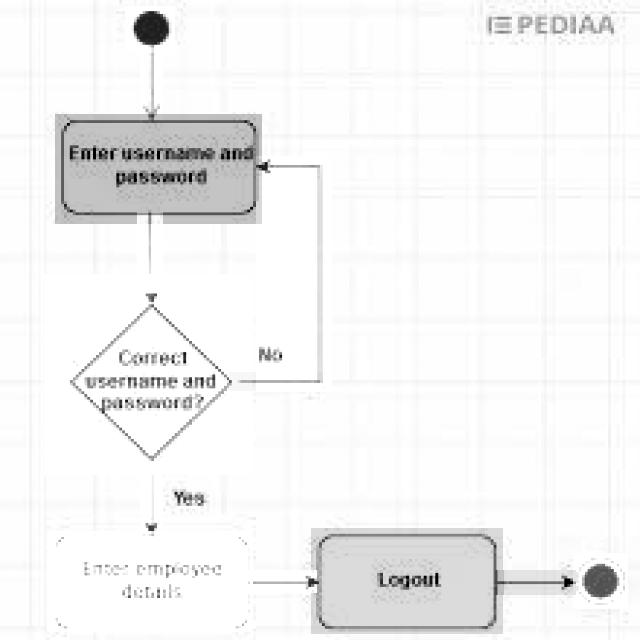 PEDIAA
Enter username and
password
Correct
username and
password?
No
Yes
Enter employee
details
Logout